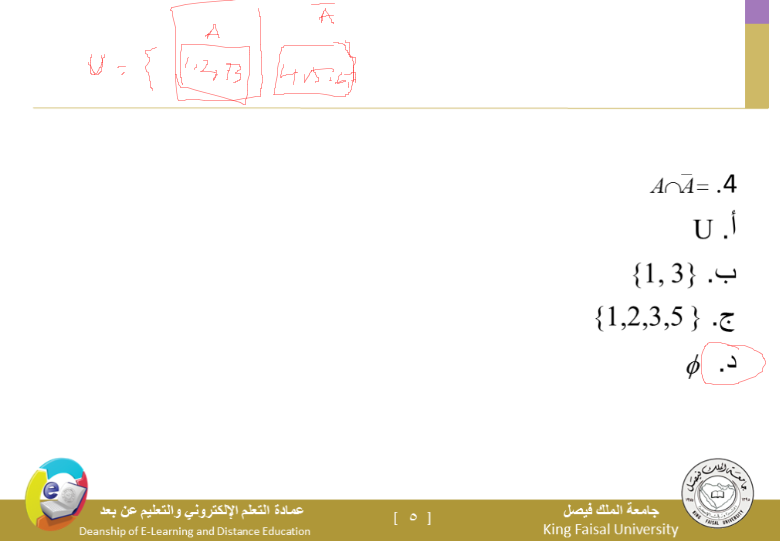 A
A̅
U = { 1, 2, 3 4, 5, 6 }
4. A∩A̅ =
أ. U
ب. {1, 3}
ج. {1,2,3,5 }
د. ϕ
عمادة التعلم الإلكتروني والتعليم عن بعد
Deanship of E-Learning and Distance Education
[ ٥ ]
جامعة الملك فيصل
King Faisal University